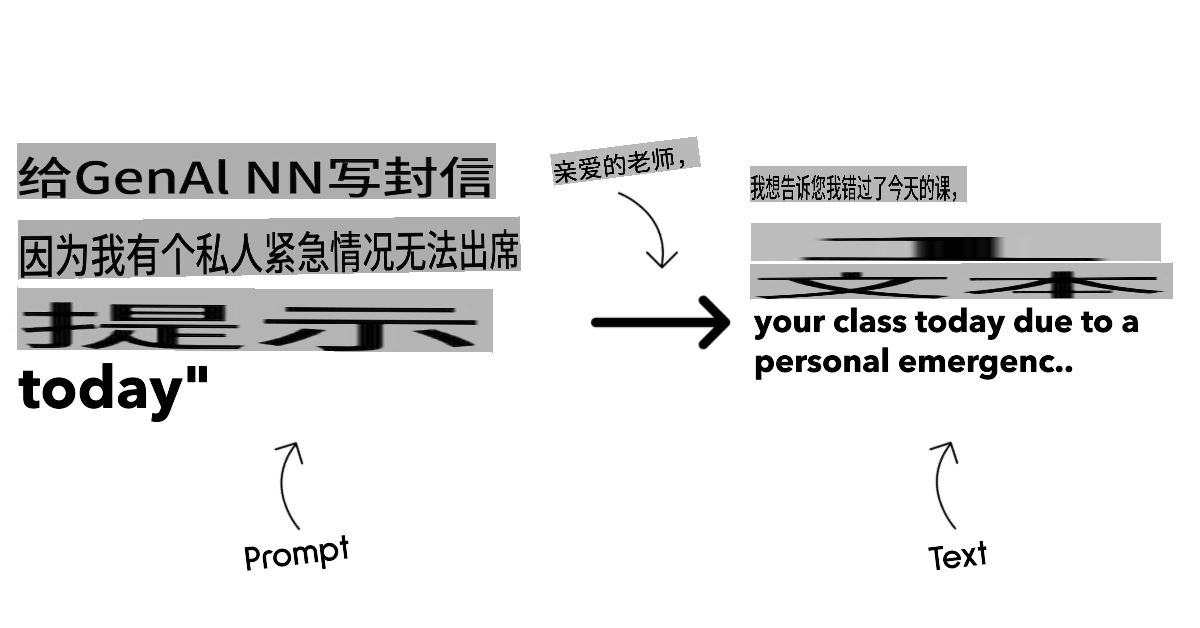 给GenAl NN写封信
因为我有个私人紧急情况无法出席
提示
today"
亲爱的老师，
我想告诉您我错过了今天的课，
文本
your class today due to a
personal emergenc..
Prompt
Text